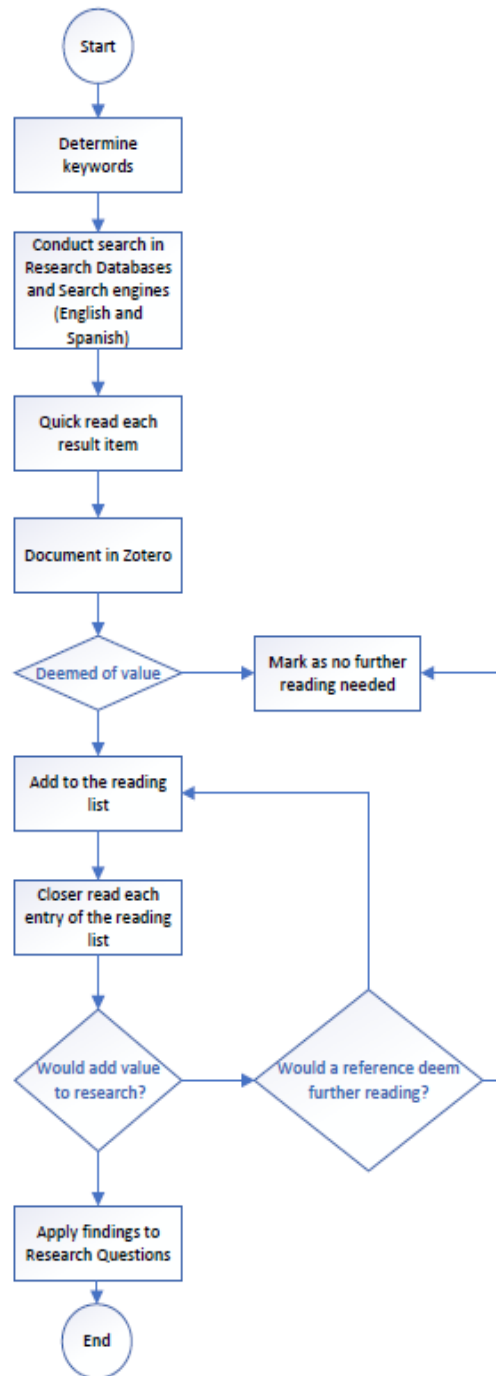 Start
Determine
keywords
Conduct search in
Research Databases
and Search engines
(English and
Spanish)
Quick read each
result item
Document in Zotero
Deemed of value
Mark as no further
reading needed
Add to the reading
list
Closer read each
entry of the reading
list
Would add value
to research?
Would a reference deem
further reading?
Apply findings to
Research Questions
End